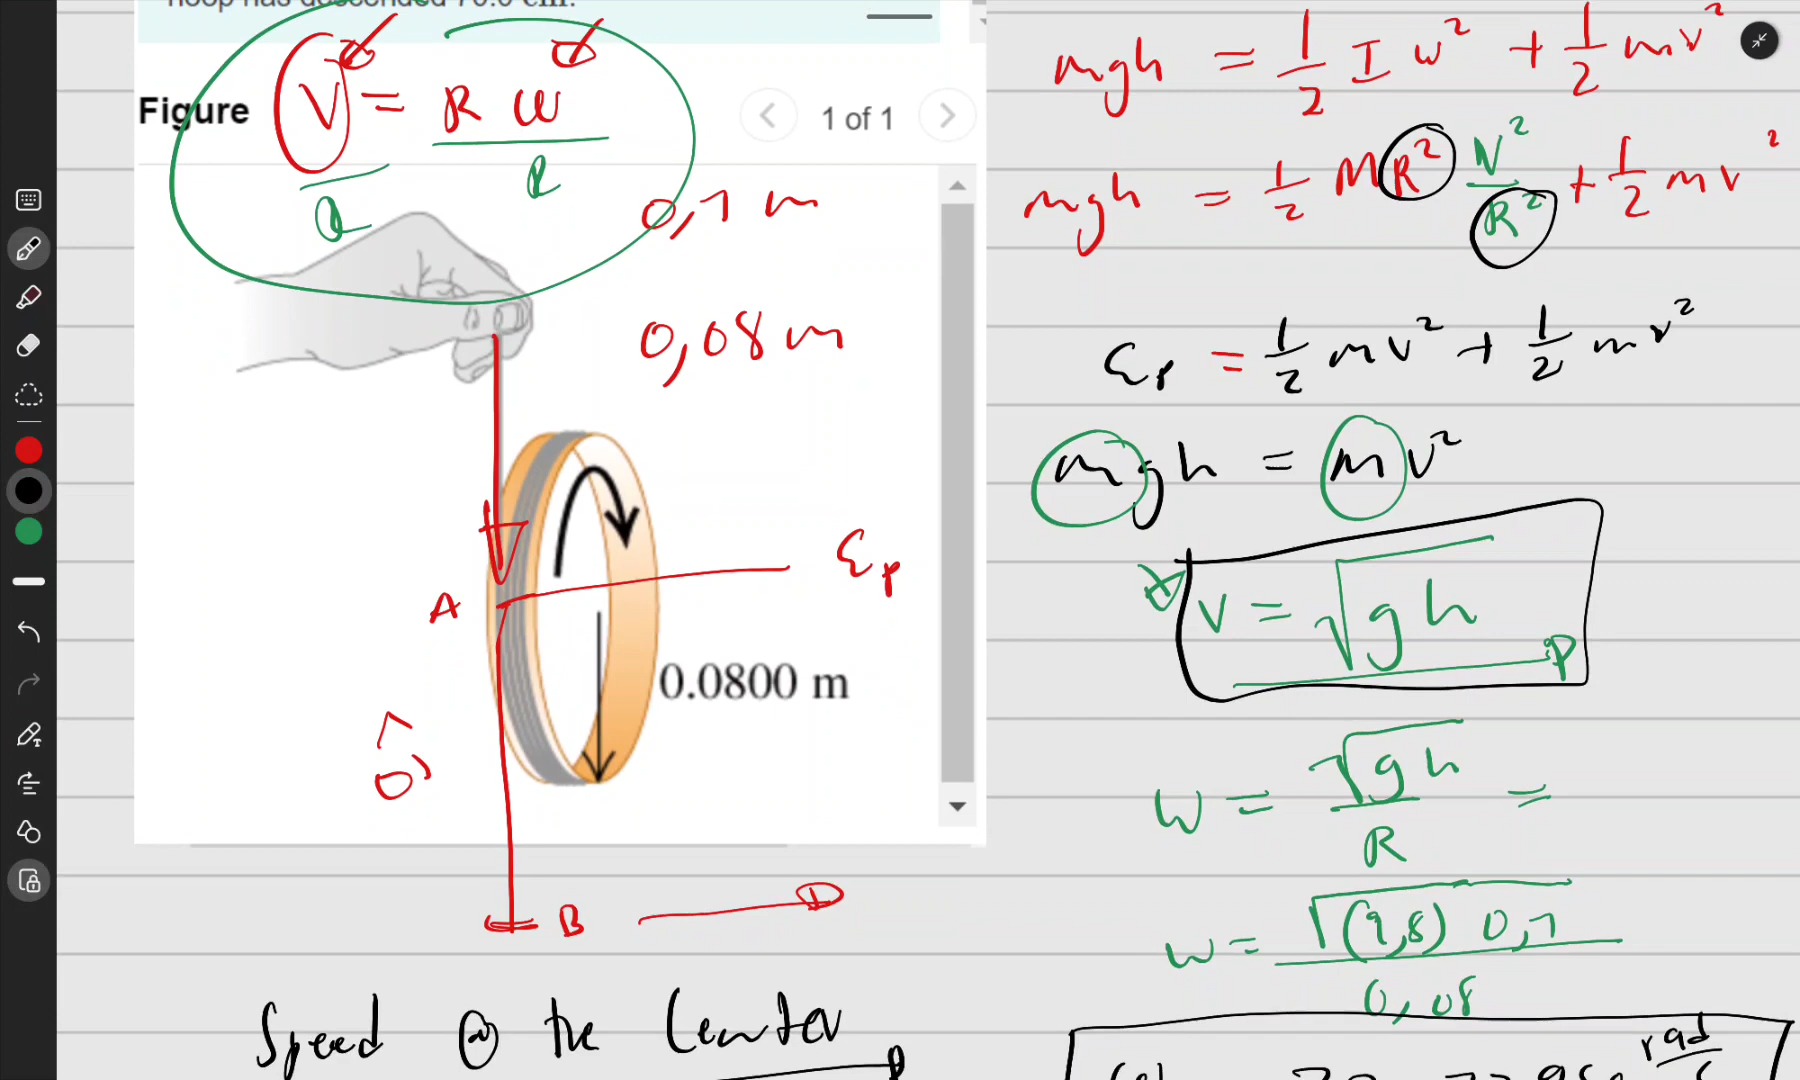 Figure
V = R ω
R R
1 of 1
0,7 m
0,08 m
A
Ep
0.0800 m
B
Speed @ the Center
mgh = 1/2 I ω² + 1/2 mv²
mgh = 1/2 MR² V²/R² + 1/2 mv²
Ep = 1/2 mv² + 1/2 mv²
mgh = mv²
v = √gh
ω = √gh / R =
ω = √(9,8) 0,7 / 0,08
rad